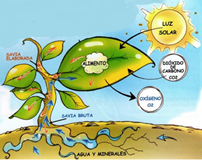 LUZ
SOLAR
SAVIA
ELABORADA
ALIMENTO
DIÓXIDO
DE
CARBONO
CO2
OXÍGENO
O2
SAVIA BRUTA
AGUA Y MINERALES